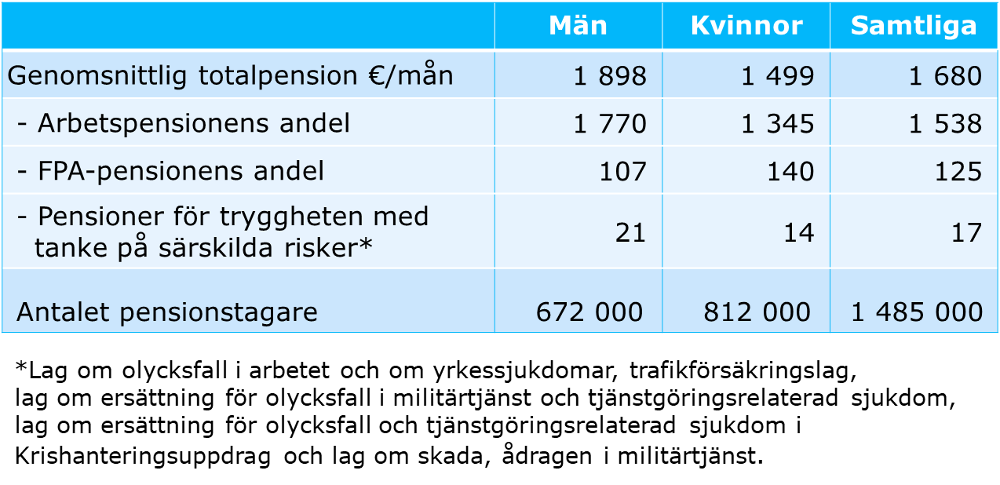 Män Kvinnor Samtliga
Genomsnittlig totalpension €/mån 1 898 1 499 1 680
- Arbetspensionens andel 1 770 1 345 1 538
- FPA-pensionens andel 107 140 125
- Pensioner för tryggheten med
tanke på särskilda risker* 21 14 17
Antalet pensionstagare 672 000 812 000 1 485 000
*Lag om olycksfall i arbetet och om yrkessjukdomar, trafikförsäkringslag,
lag om ersättning för olycksfall i militärtjänst och tjänstgöringsrelaterad sjukdom,
lag om ersättning för olycksfall och tjänstgöringsrelaterad sjukdom i
Krishanteringsuppdrag och lag om skada, ådragen i militärtjänst.